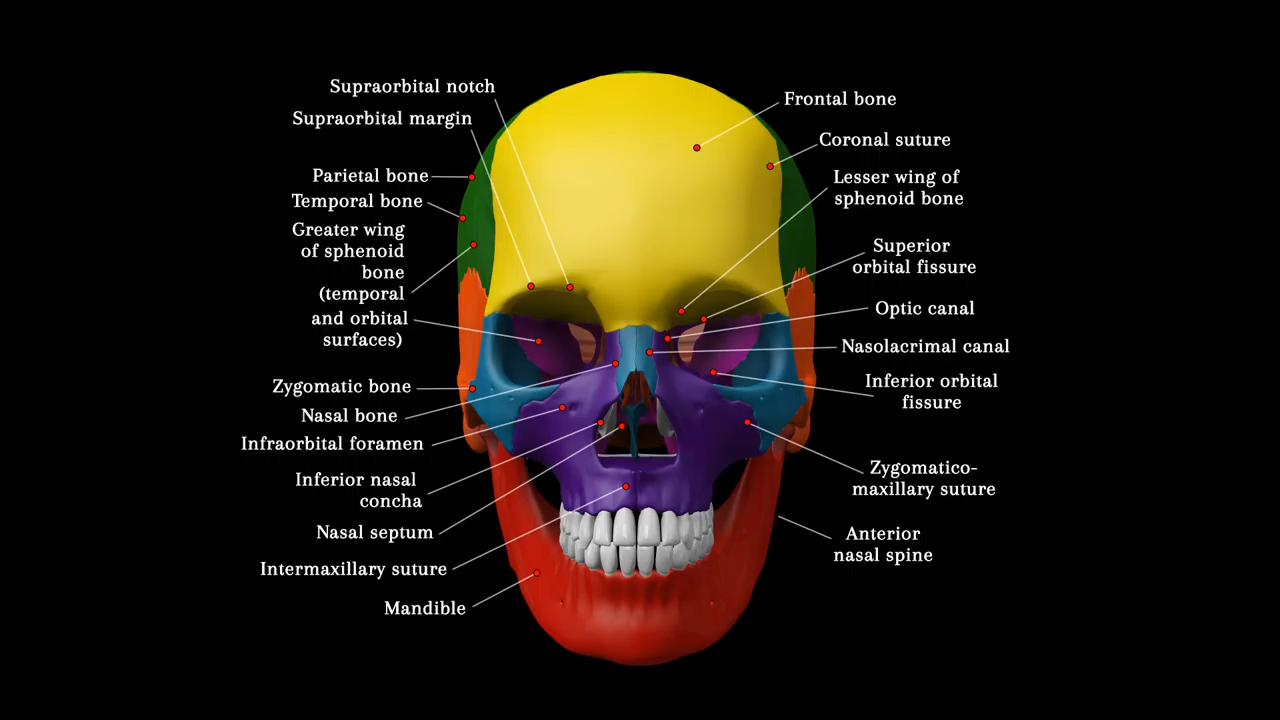 Supraorbital notch
Supraorbital margin
Parietal bone
Temporal bone
Greater wing
of sphenoid
bone
(temporal
and orbital
surfaces)
Zygomatic bone
Nasal bone
Infraorbital foramen
Inferior nasal
concha
Nasal septum
Intermaxillary suture
Mandible
Frontal bone
Coronal suture
Lesser wing of
sphenoid bone
Superior
orbital fissure
Optic canal
Nasolacrimal canal
Inferior orbital
fissure
Zygomatico-
maxillary suture
Anterior
nasal spine